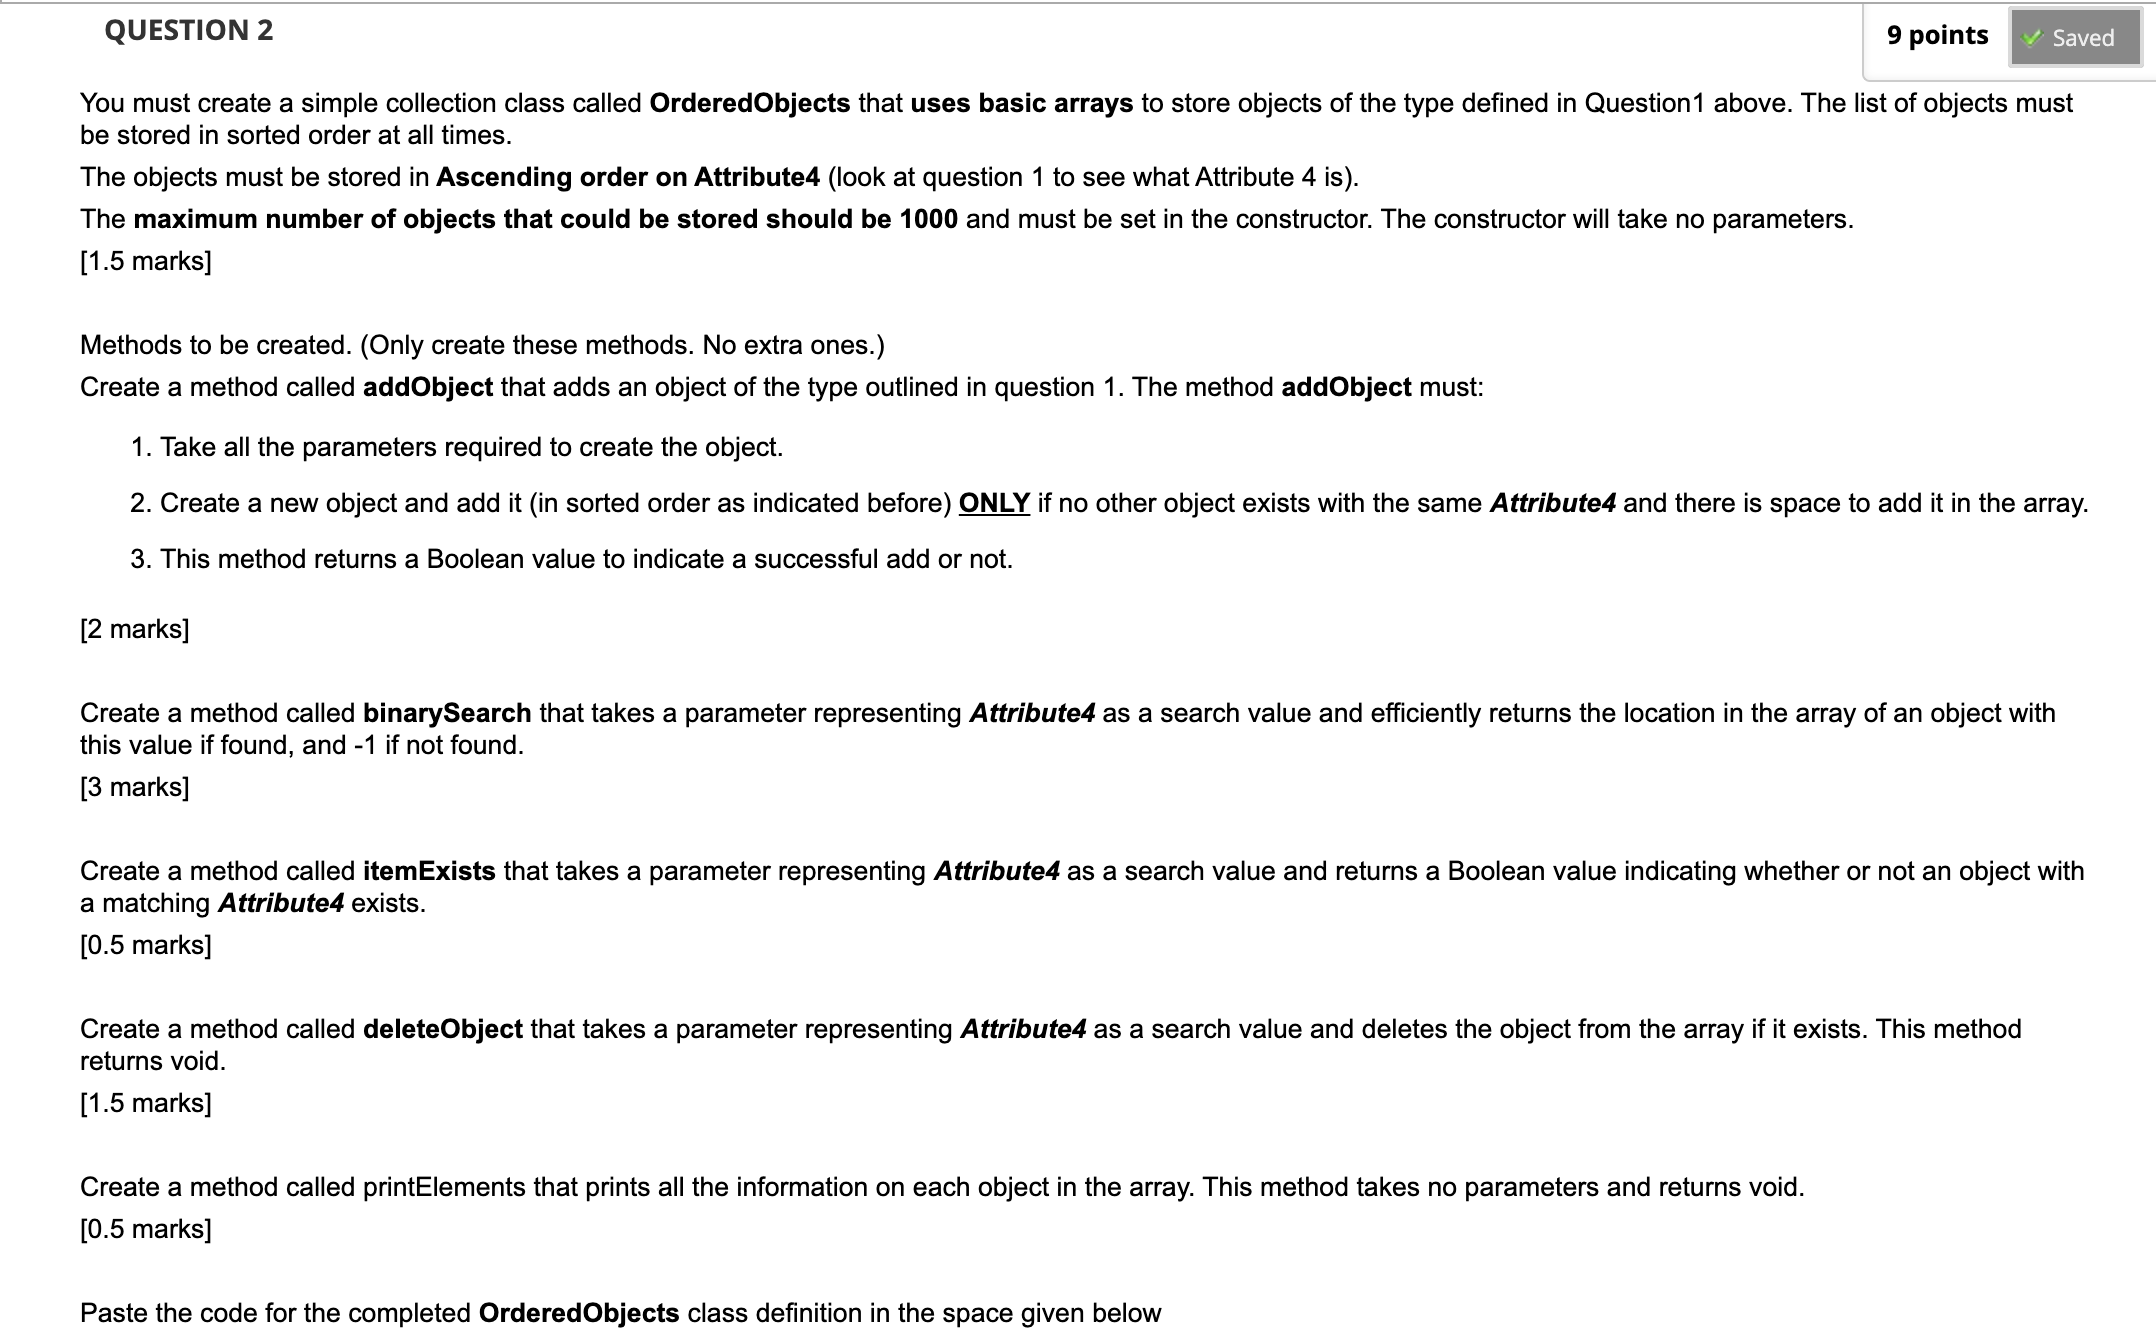 QUESTION 2
9 points
Saved
You must create a simple collection class called OrderedObjects that uses basic arrays to store objects of the type defined in Question1 above. The list of objects must
be stored in sorted order at all times.
The objects must be stored in Ascending order on Attribute4 (look at question 1 to see what Attribute 4 is).
The maximum number of objects that could be stored should be 1000 and must be set in the constructor. The constructor will take no parameters.
[1.5 marks]
Methods to be created. (Only create these methods. No extra ones.)
Create a method called addObject that adds an object of the type outlined in question 1. The method addObject must:
1. Take all the parameters required to create the object.
2. Create a new object and add it (in sorted order as indicated before) ONLY if no other object exists with the same Attribute4 and there is space to add it in the array.
3. This method returns a Boolean value to indicate a successful add or not.
[2 marks]
Create a method called binarySearch that takes a parameter representing Attribute4 as a search value and efficiently returns the location in the array of an object with
this value if found, and -1 if not found.
[3 marks]
Create a method called itemExists that takes a parameter representing Attribute4 as a search value and returns a Boolean value indicating whether or not an object with
a matching Attribute4 exists.
[0.5 marks]
Create a method called deleteObject that takes a parameter representing Attribute4 as a search value and deletes the object from the array if it exists. This method
returns void.
[1.5 marks]
Create a method called printElements that prints all the information on each object in the array. This method takes no parameters and returns void.
[0.5 marks]
Paste the code for the completed OrderedObjects class definition in the space given below